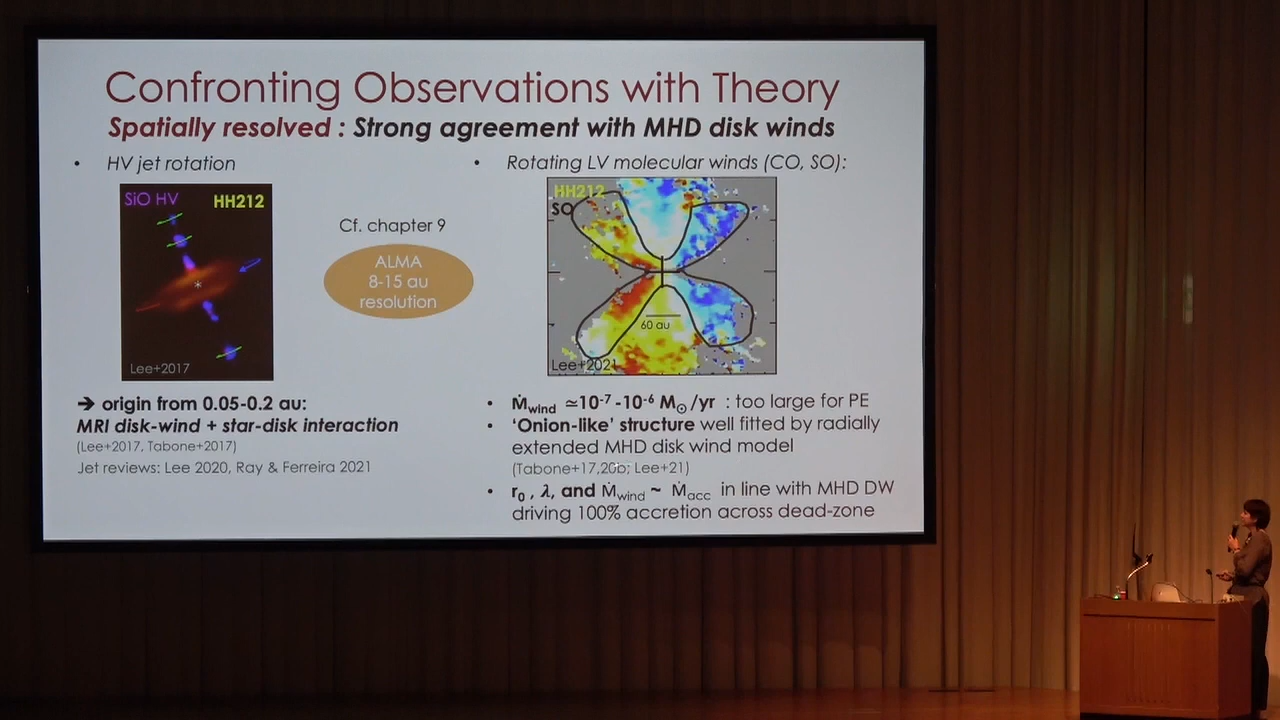 Confronting Observations with Theory
Spatially resolved : Strong agreement with MHD disk winds
• HV jet rotation
SiO HV
HH212
Lee+2017
Cf. chapter 9
ALMA
8-15 au
resolution
→ origin from 0.05-0.2 au:
MRI disk-wind + star-disk interaction
(Lee+2017, Tabone+2017)
Jet reviews: Lee 2020, Ray & Ferreira 2021
• Rotating LV molecular winds (CO, SO):
HH212
SO
60 au
Lee+2021
• Ṁwind ≃10⁻⁷ -10⁻⁶ M☉/yr : too large for PE
• ‘Onion-like’ structure well fitted by radially
extended MHD disk wind model
(Tabone+17,20b; Lee+21)
• r₀ , λ, and Ṁwind ~ Ṁacc in line with MHD DW
driving 100% accretion across dead-zone